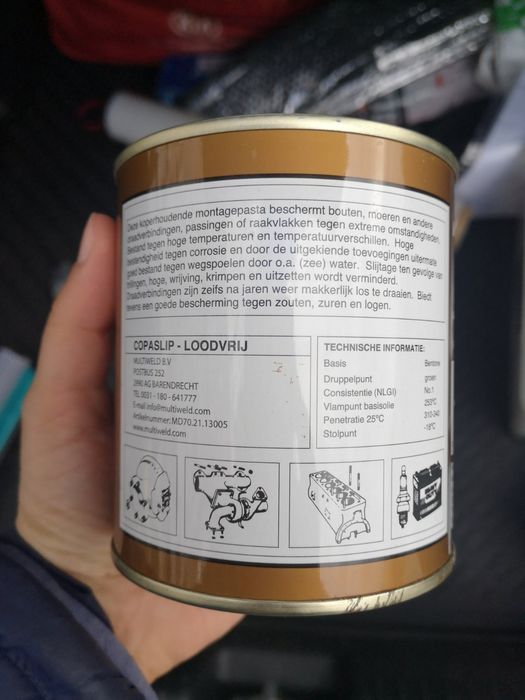 Deze koperhoudende montagepasta beschermt bouten, moeren en andere
draadverbindingen, passingen of raakvlakken tegen extreme omstandigheden.
Bestand tegen hoge temperaturen en temperatuurverschillen. Hoge
bestendigheid tegen corrosie en door de uitgekiende toevoegingen uitermate
goed bestand tegen wegspoelen door o.a. (zee) water. Slijtage ten gevolge van
trillingen, hoge, wrijving, krimpen en uitzetten wordt verminderd.
Draadverbindingen zijn zelfs na jaren weer makkerlijk los te draaien. Biedt
tevens een goede bescherming tegen zouten, zuren en logen.
COPASLIP - LOODVRIJ
MULTIWELD B.V
POSTBUS 252
2990 AG BARENDRECHT
TEL 0031 - 180 - 641777
E-mail info@multiweld.com
Artikelnummer: MD70.21.13005
www.multiweld.com
TECHNISCHE INFORMATIE:
Basis Bentone
Druppelpunt geen
Consistentie (NLGI) No.1
Vlampunt basisolie 253°C
Penetratie 25°C 310-340
Stolpunt -18°C